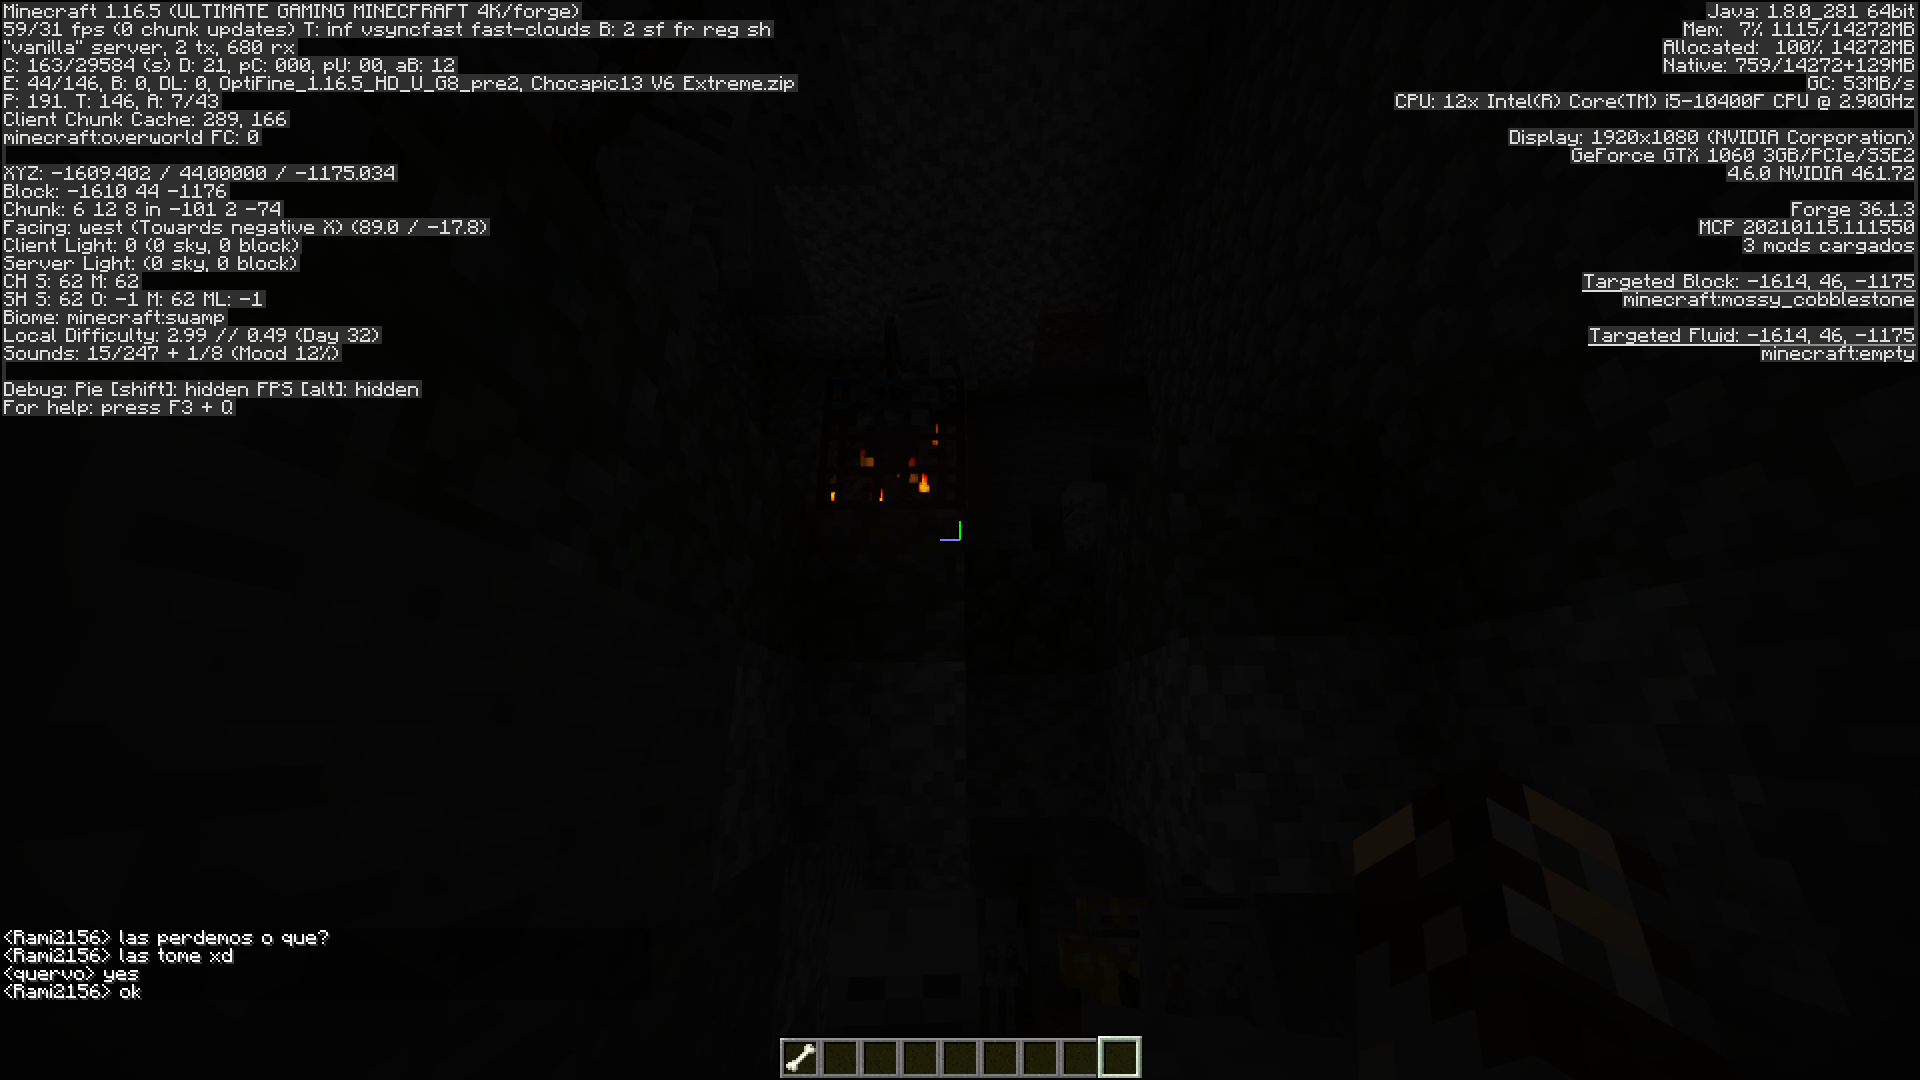 Minecraft 1.16.5 (ULTIMATE GAMING MINECFRAFT 4K/forge)
59/31 fps (0 chunk updates) T: inf vsyncfast fast-clouds B: 2 sf fr reg sh
"vanilla" server, 2 tx, 680 rx
C: 163/29584 (s) D: 21, pC: 000, pU: 00, aB: 12
E: 44/146, B: 0, DL: 0, OptiFine_1.16.5_HD_U_G8_pre2, Chocapic13 V6 Extreme.zip
P: 191. T: 146, A: 7/43
Client Chunk Cache: 289, 166
minecraft:overworld FC: 0
XYZ: -1609.402 / 44.00000 / -1175.034
Block: -1610 44 -1176
Chunk: 6 12 8 in -101 2 -74
Facing: west (Towards negative X) (89.0 / -17.8)
Client Light: 0 (0 sky, 0 block)
Server Light: (0 sky, 0 block)
CH S: 62 M: 62
SH S: 62 O: -1 M: 62 ML: -1
Biome: minecraft:swamp
Local Difficulty: 2.99 // 0.49 (Day 32)
Sounds: 15/247 + 1/8 (Mood 12%)
Debug: Pie [shift]: hidden FPS [alt]: hidden
For help: press F3 + Q
Java: 1.8.0_281 64bit
Mem: 7% 1115/14272MB
Allocated: 100% 14272MB
Native: 759/14272+129MB
GC: 53MB/s
CPU: 12x Intel(R) Core(TM) i5-10400F CPU @ 2.90GHz
Display: 1920x1080 (NVIDIA Corporation)
GeForce GTX 1060 3GB/PCIe/SSE2
4.6.0 NVIDIA 461.72
Forge 36.1.3
MCP 20210115.111550
3 mods cargados
Targeted Block: -1614, 46, -1175
minecraft:mossy_cobblestone
Targeted Fluid: -1614, 46, -1175
minecraft:empty
<Rami2156> las perdemos o que?
<Rami2156> las tome xd
<quervo> yes
<Rami2156> ok